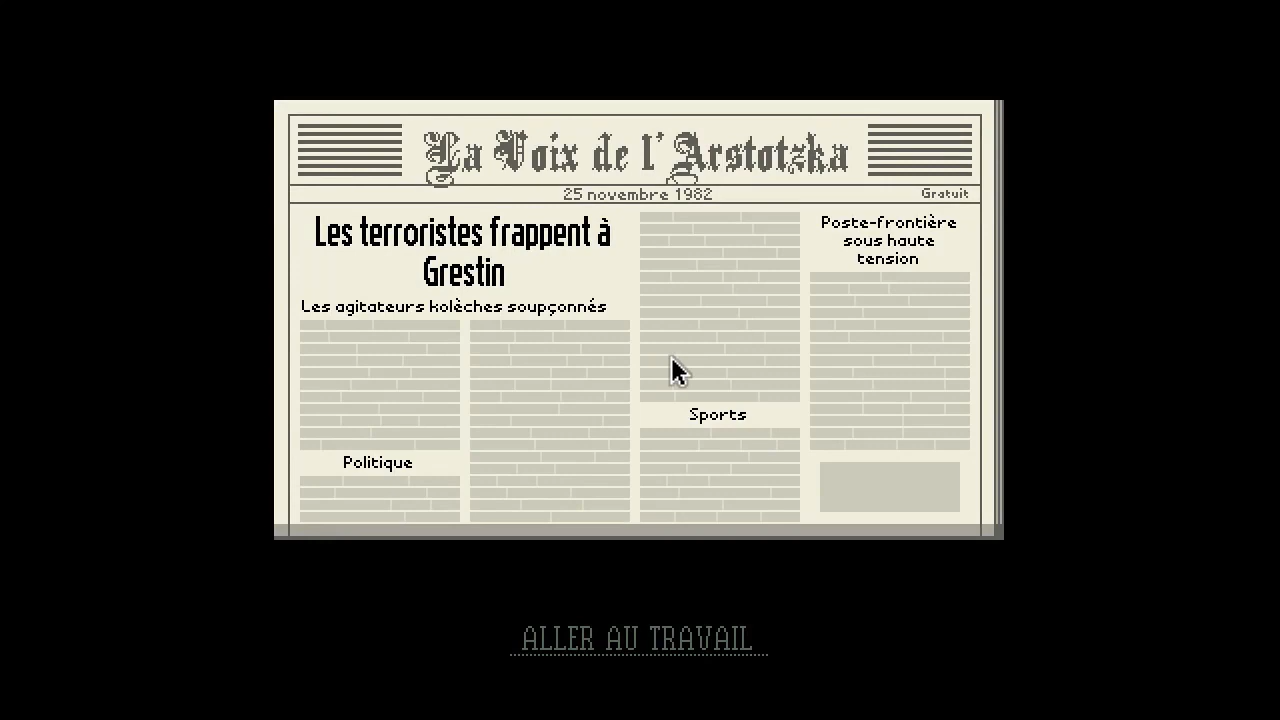 La Voix de l'Arstotzka
25 novembre 1982
Gratuit
Les terroristes frappent à
Grestin
Les agitateurs kolèches soupçonnés
Politique
Sports
Poste-frontière
sous haute
tension
ALLER AU TRAVAIL